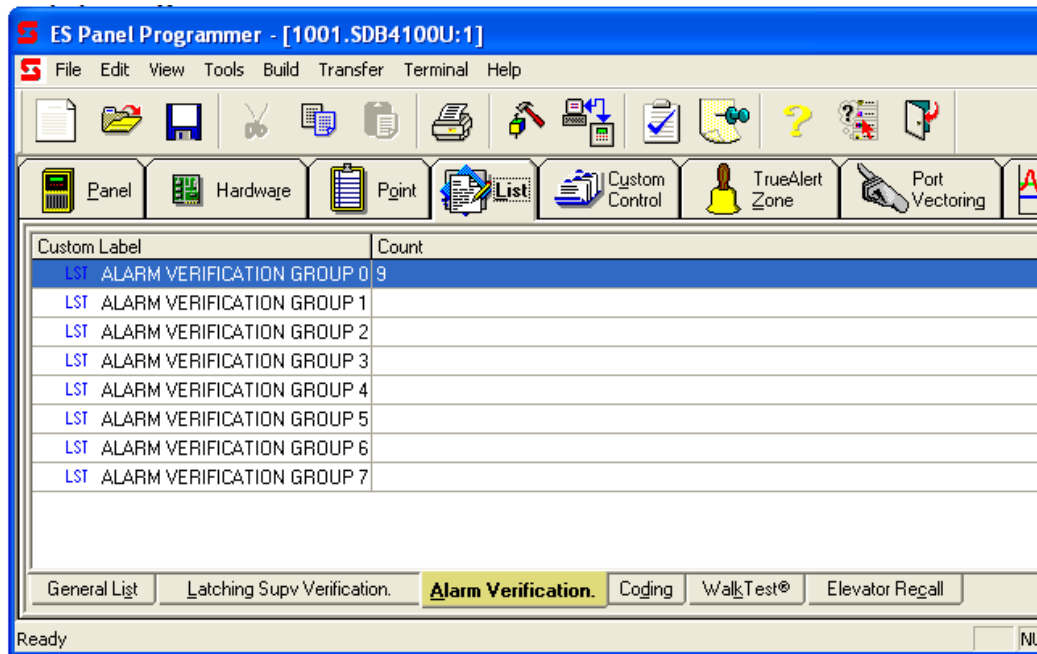 ES Panel Programmer - [1001.SDB4100U:1]
File Edit View Tools Build Transfer Terminal Help
Panel Hardware Point List Custom Control TrueAlert Zone Port Vectoring
Custom Label Count
LST ALARM VERIFICATION GROUP 0 9
LST ALARM VERIFICATION GROUP 1
LST ALARM VERIFICATION GROUP 2
LST ALARM VERIFICATION GROUP 3
LST ALARM VERIFICATION GROUP 4
LST ALARM VERIFICATION GROUP 5
LST ALARM VERIFICATION GROUP 6
LST ALARM VERIFICATION GROUP 7
General List Latching Supv Verification. Alarm Verification. Coding WalkTest® Elevator Recall
Ready